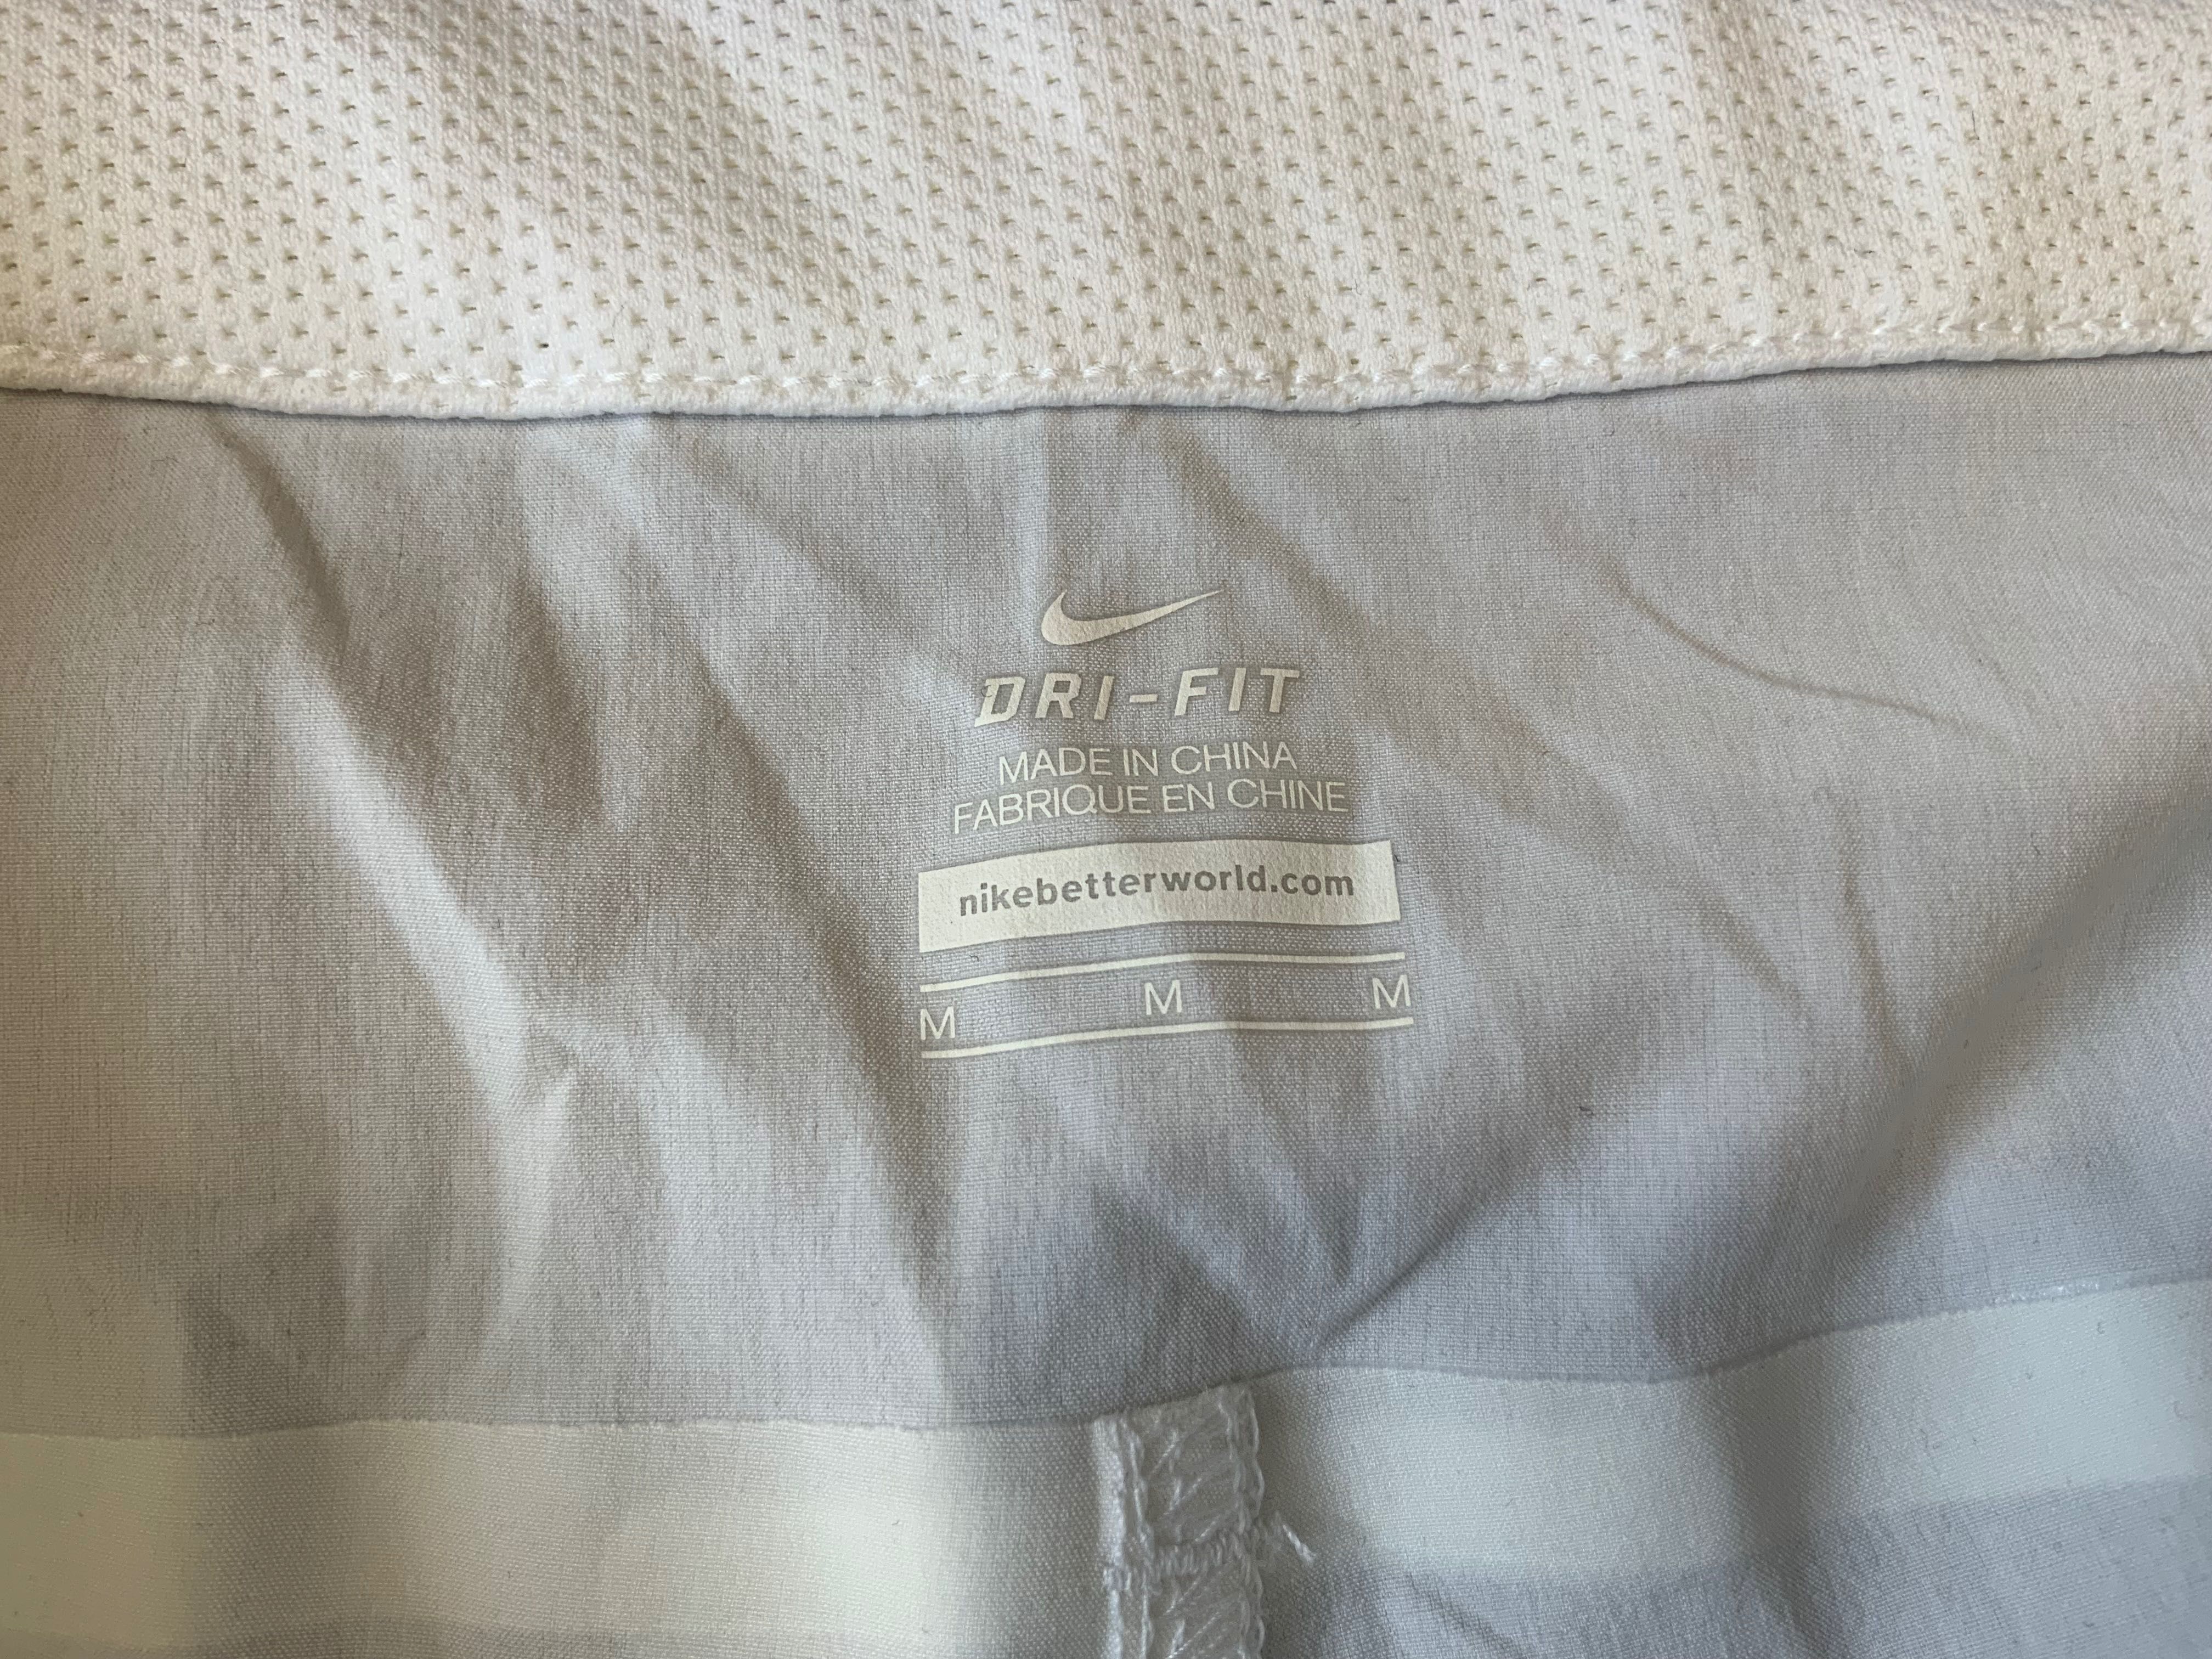 DRI-FIT
MADE IN CHINA
FABRIQUE EN CHINE
nikebetterworld.com
M M M